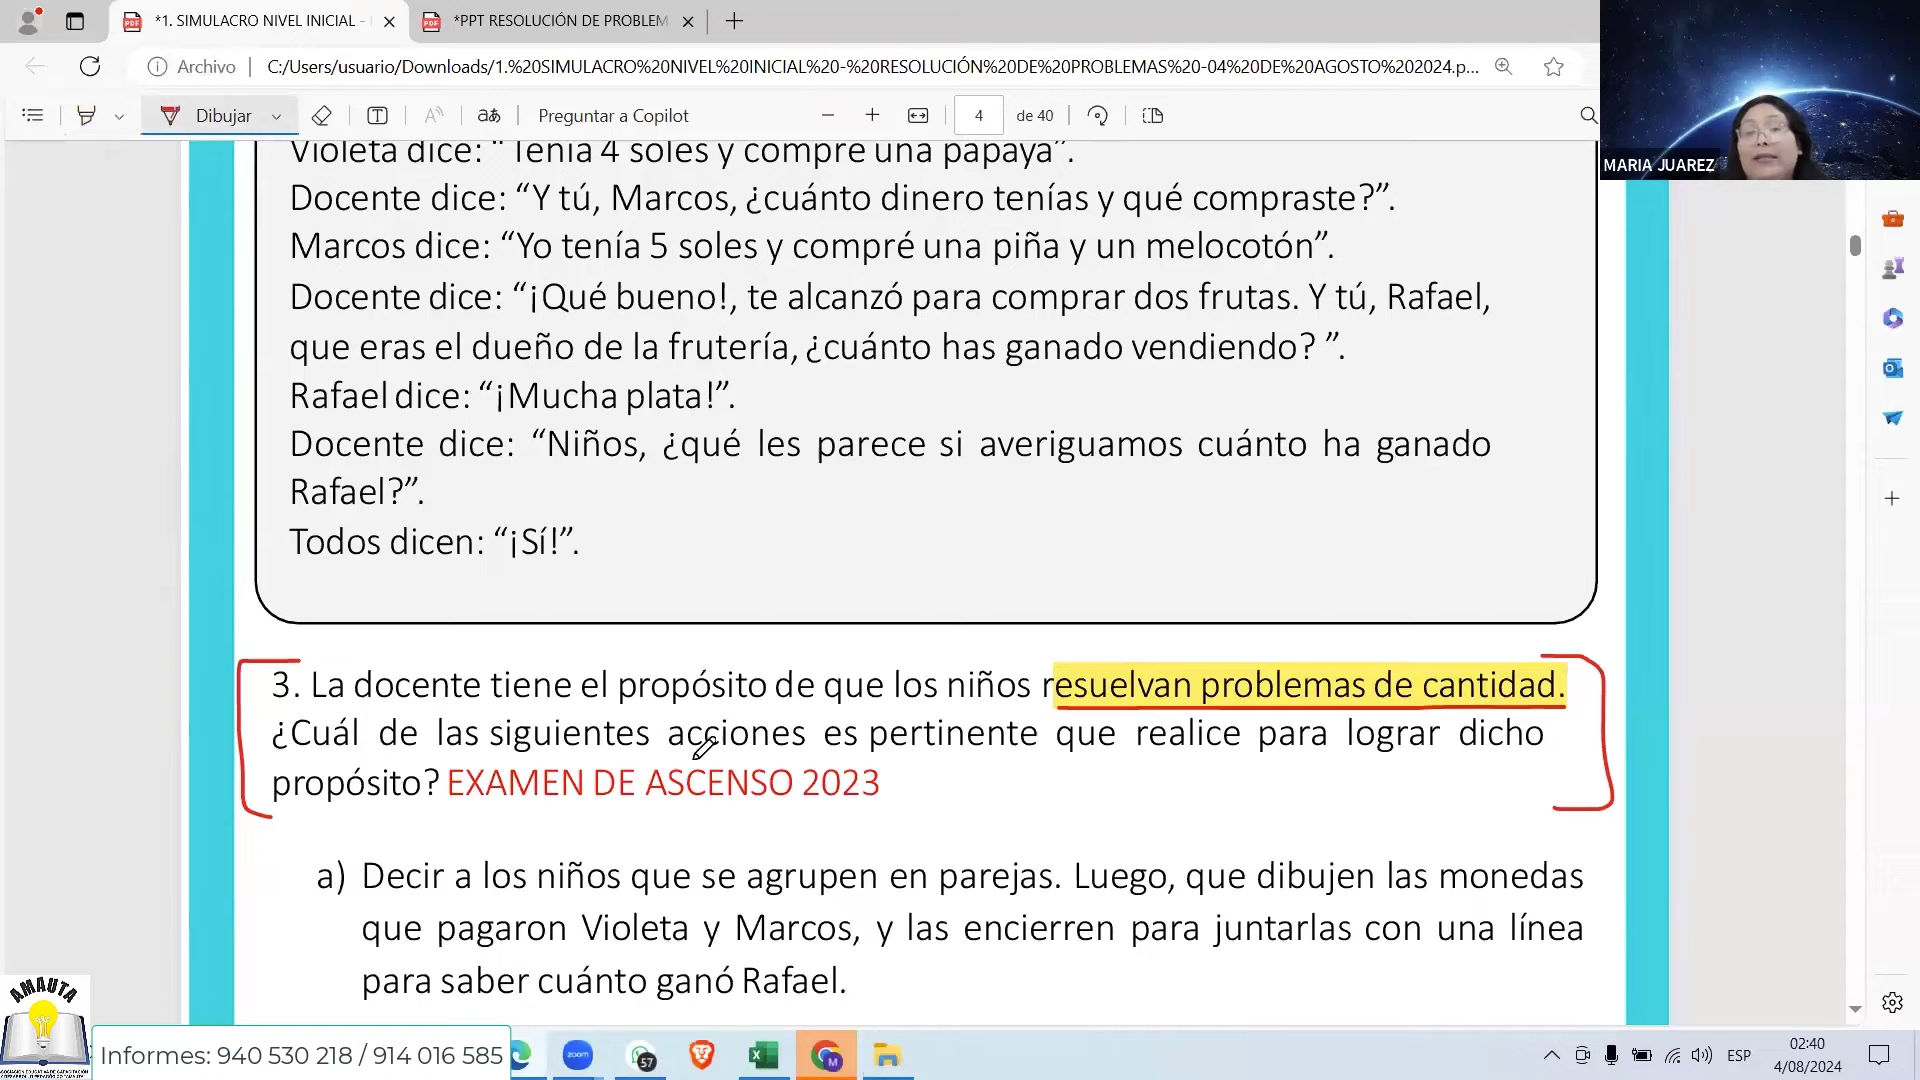 *1. SIMULACRO NIVEL INICIAL -
*PPT RESOLUCIÓN DE PROBLEM
Archivo
C:/Users/usuario/Downloads/1.%20SIMULACRO%20NIVEL%20INICIAL%20-%20RESOLUCIÓN%20DE%20PROBLEMAS%20-04%20DE%20AGOSTO%202024.p...
Dibujar
aあ
Preguntar a Copilot
4
de 40
MARIA JUAREZ
Violeta dice: “Tenía 4 soles y compré una papaya”.
Docente dice: “Y tú, Marcos, ¿cuánto dinero tenías y qué compraste?”.
Marcos dice: “Yo tenía 5 soles y compré una piña y un melocotón”.
Docente dice: “¡Qué bueno!, te alcanzó para comprar dos frutas. Y tú, Rafael,
que eras el dueño de la frutería, ¿cuánto has ganado vendiendo? ”.
Rafael dice: “¡Mucha plata!”.
Docente dice: “Niños, ¿qué les parece si averiguamos cuánto ha ganado
Rafael?”.
Todos dicen: “¡Sí!”.
3. La docente tiene el propósito de que los niños resuelvan problemas de cantidad.
¿Cuál de las siguientes acciones es pertinente que realice para lograr dicho
propósito? EXAMEN DE ASCENSO 2023
a) Decir a los niños que se agrupen en parejas. Luego, que dibujen las monedas
que pagaron Violeta y Marcos, y las encierren para juntarlas con una línea
para saber cuánto ganó Rafael.
AMAUTA
Informes: 940 530 218 / 914 016 585
zoom
57
M
ESP
02:40
4/08/2024